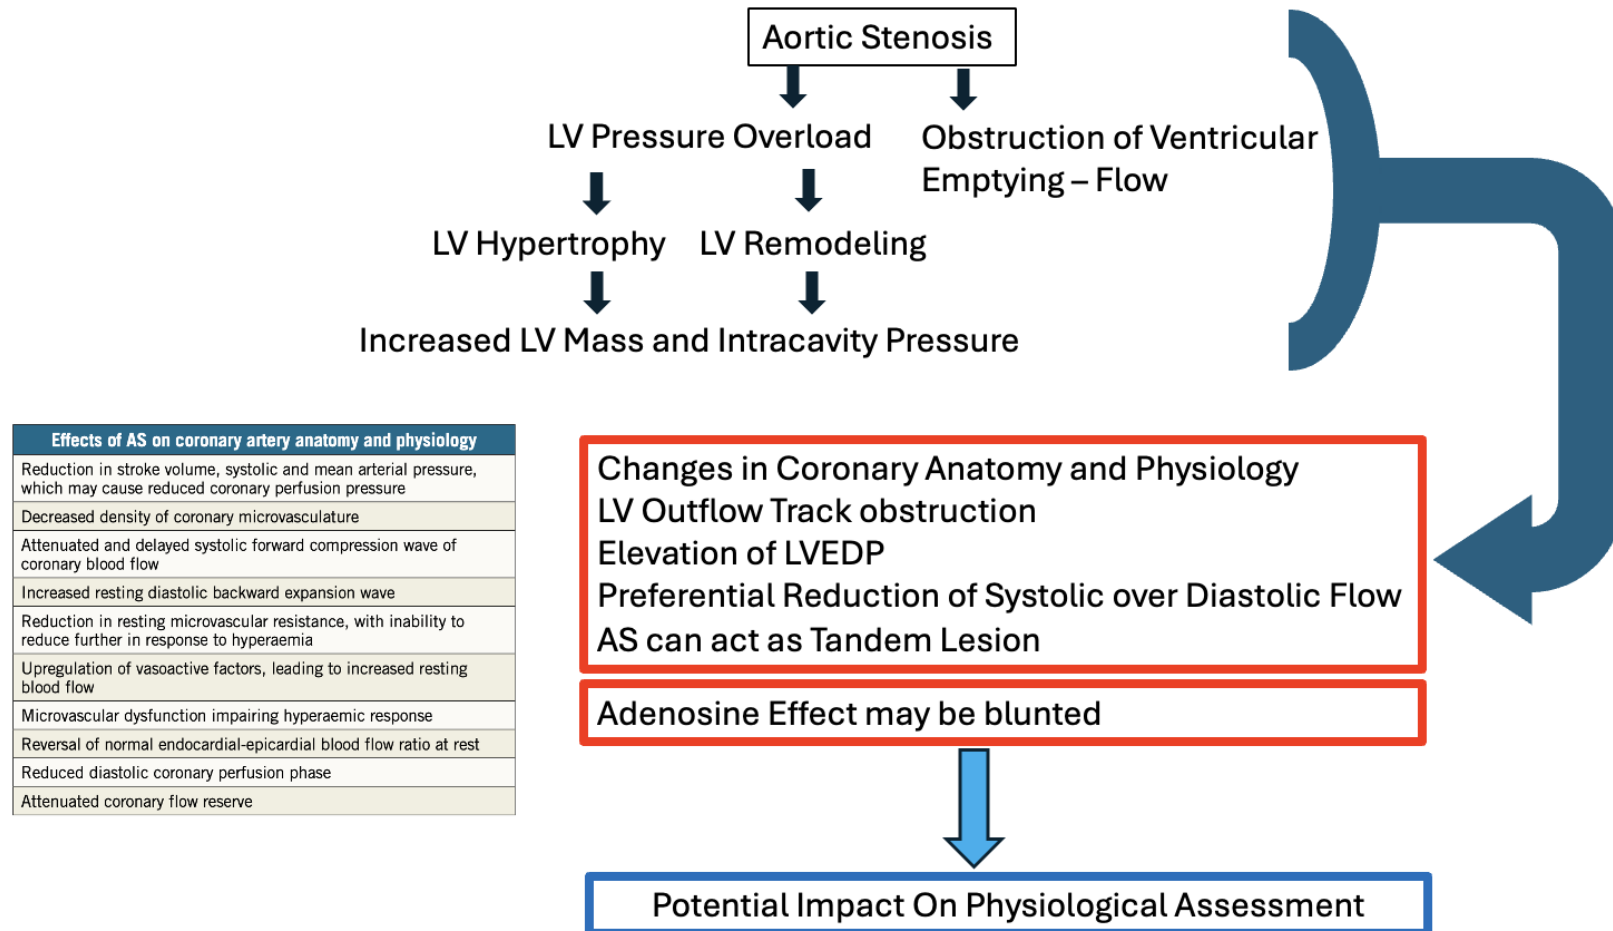 Aortic Stenosis
LV Pressure Overload
Obstruction of Ventricular
Emptying – Flow
LV Hypertrophy
LV Remodeling
Increased LV Mass and Intracavity Pressure
Effects of AS on coronary artery anatomy and physiology
Reduction in stroke volume, systolic and mean arterial pressure,
which may cause reduced coronary perfusion pressure
Decreased density of coronary microvasculature
Attenuated and delayed systolic forward compression wave of
coronary blood flow
Increased resting diastolic backward expansion wave
Reduction in resting microvascular resistance, with inability to
reduce further in response to hyperaemia
Upregulation of vasoactive factors, leading to increased resting
blood flow
Microvascular dysfunction impairing hyperaemic response
Reversal of normal endocardial-epicardial blood flow ratio at rest
Reduced diastolic coronary perfusion phase
Attenuated coronary flow reserve
Changes in Coronary Anatomy and Physiology
LV Outflow Track obstruction
Elevation of LVEDP
Preferential Reduction of Systolic over Diastolic Flow
AS can act as Tandem Lesion
Adenosine Effect may be blunted
Potential Impact On Physiological Assessment